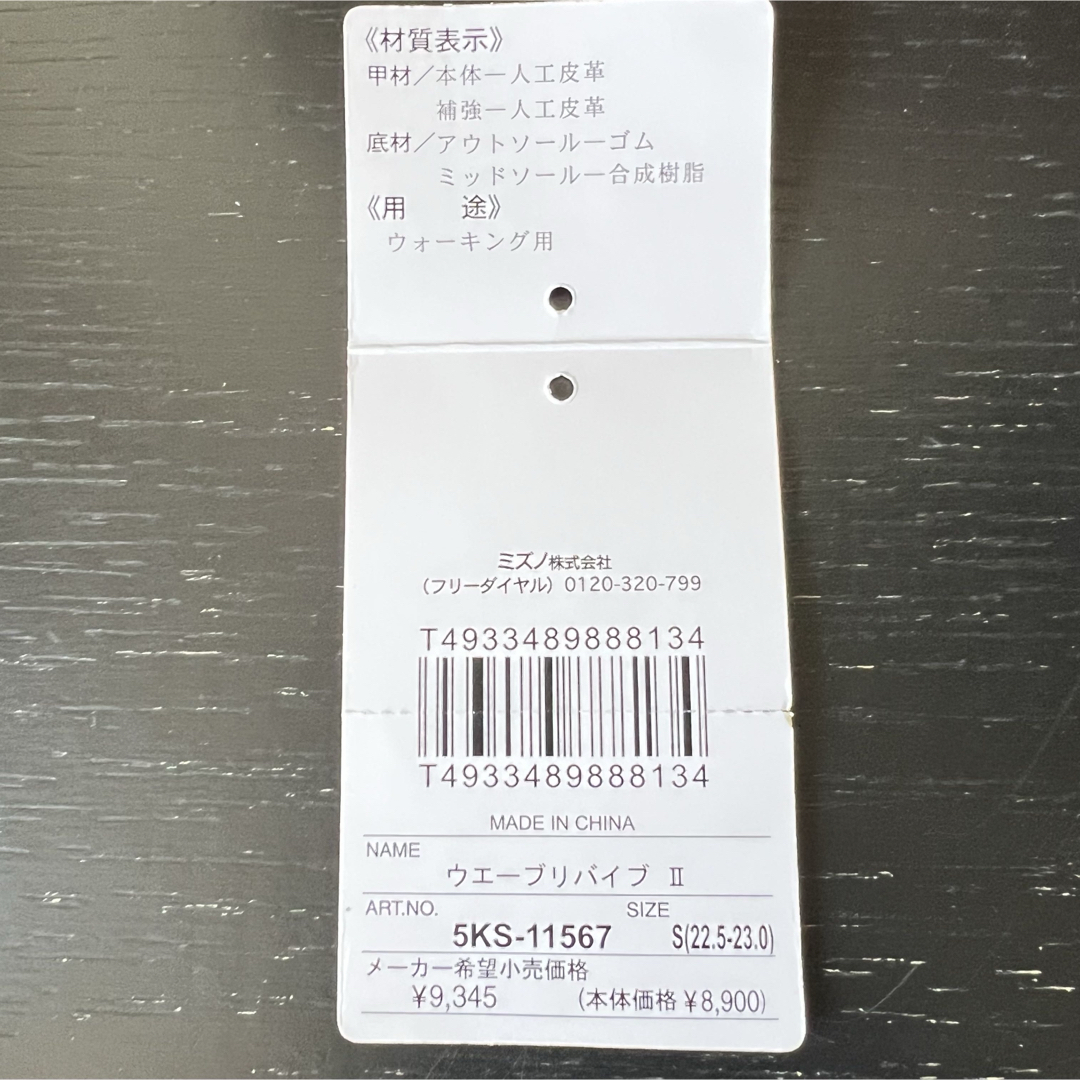 《材質表示》
甲材／本体ー人工皮革
補強ー人工皮革
底材／アウトソールーゴム
ミッドソールー合成樹脂
《用　　途》
ウォーキング用
ミズノ株式会社
（フリーダイヤル）0120-320-799
T4933489888134
T4933489888134
MADE IN CHINA
NAME
ウエーブリバイブ Ⅱ
ART.NO. SIZE
5KS-11567 S(22.5-23.0)
メーカー希望小売価格
¥9,345 (本体価格¥8,900)